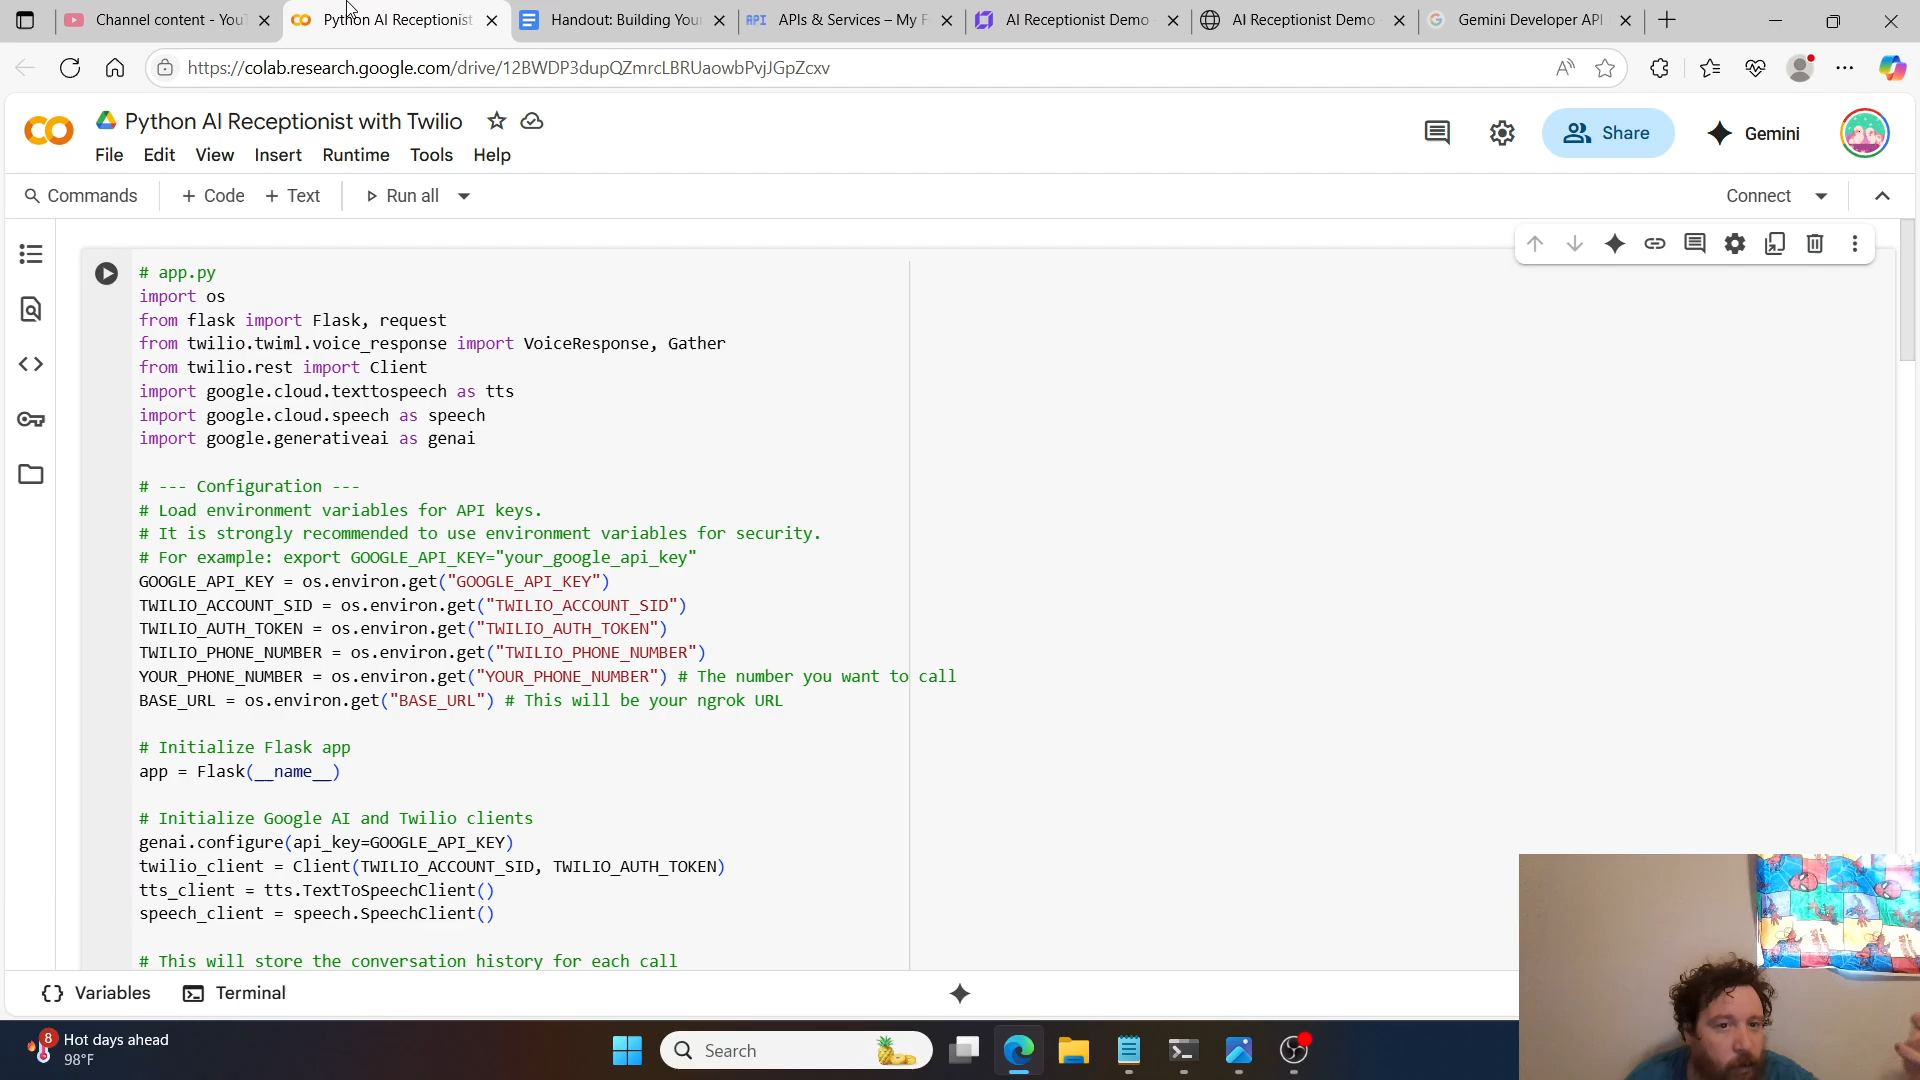 Channel content - YouT
Python AI Receptionist
Handout: Building Your
API APIs & Services – My F
AI Receptionist Demo
AI Receptionist Demo
Gemini Developer API
https://colab.research.google.com/drive/12BWDP3dupQZmrcLBRUaowbPvjJGpZcxv
Python AI Receptionist with Twilio
Share
Gemini
File Edit View Insert Runtime Tools Help
Commands + Code + Text Run all
Connect
# app.py
import os
from flask import Flask, request
from twilio.twiml.voice_response import VoiceResponse, Gather
from twilio.rest import Client
import google.cloud.texttospeech as tts
import google.cloud.speech as speech
import google.generativeai as genai
# --- Configuration ---
# Load environment variables for API keys.
# It is strongly recommended to use environment variables for security.
# For example: export GOOGLE_API_KEY="your_google_api_key"
GOOGLE_API_KEY = os.environ.get("GOOGLE_API_KEY")
TWILIO_ACCOUNT_SID = os.environ.get("TWILIO_ACCOUNT_SID")
TWILIO_AUTH_TOKEN = os.environ.get("TWILIO_AUTH_TOKEN")
TWILIO_PHONE_NUMBER = os.environ.get("TWILIO_PHONE_NUMBER")
YOUR_PHONE_NUMBER = os.environ.get("YOUR_PHONE_NUMBER") # The number you want to call
BASE_URL = os.environ.get("BASE_URL") # This will be your ngrok URL
# Initialize Flask app
app = Flask(__name__)
# Initialize Google AI and Twilio clients
genai.configure(api_key=GOOGLE_API_KEY)
twilio_client = Client(TWILIO_ACCOUNT_SID, TWILIO_AUTH_TOKEN)
tts_client = tts.TextToSpeechClient()
speech_client = speech.SpeechClient()
# This will store the conversation history for each call
{} Variables Terminal
8
Hot days ahead
98°F
Search